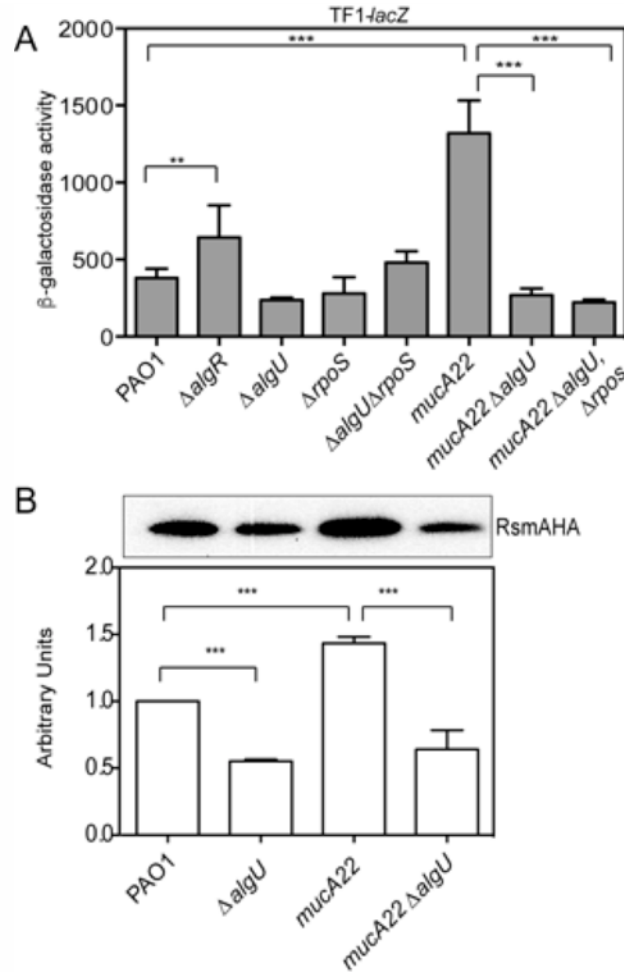 TF1-lacZ
A
2000
1500
1000
500
0
β-galactosidase activity
***
***
***
**
PAO1
ΔalgR
ΔalgU
ΔrpoS
ΔalgUΔrpoS
mucA22
mucA22 ΔalgU
mucA22 ΔalgU,
Δrpos
B
RsmAHA
2.0
1.5
1.0
0.5
0.0
Arbitrary Units
***
***
***
PAO1
ΔalgU
mucA22
mucA22 ΔalgU